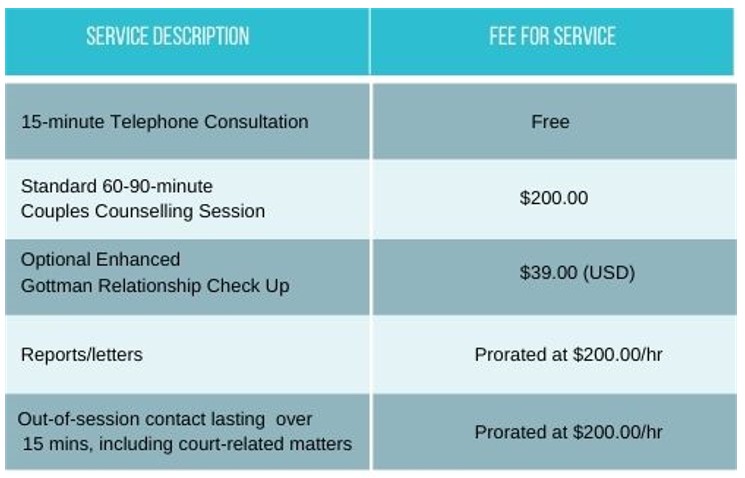 SERVICE DESCRIPTION
FEE FOR SERVICE
15-minute Telephone Consultation
Free
Standard 60-90-minute
Couples Counselling Session
$200.00
Optional Enhanced
Gottman Relationship Check Up
$39.00 (USD)
Reports/letters
Prorated at $200.00/hr
Out-of-session contact lasting over
15 mins, including court-related matters
Prorated at $200.00/hr